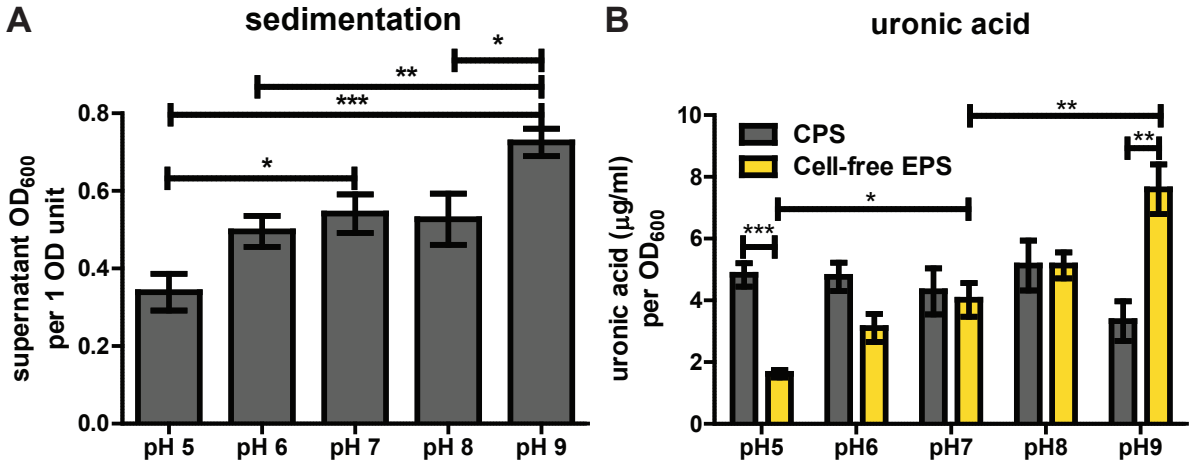 A
sedimentation
supernatant OD600
per 1 OD unit
0.8
0.6
0.4
0.2
0.0
*
**
***
*
pH 5 pH 6 pH 7 pH 8 pH 9
B
uronic acid
uronic acid (μg/ml)
per OD600
10
8
6
4
2
0
CPS
Cell-free EPS
**
**
*
***
pH5 pH6 pH7 pH8 pH9